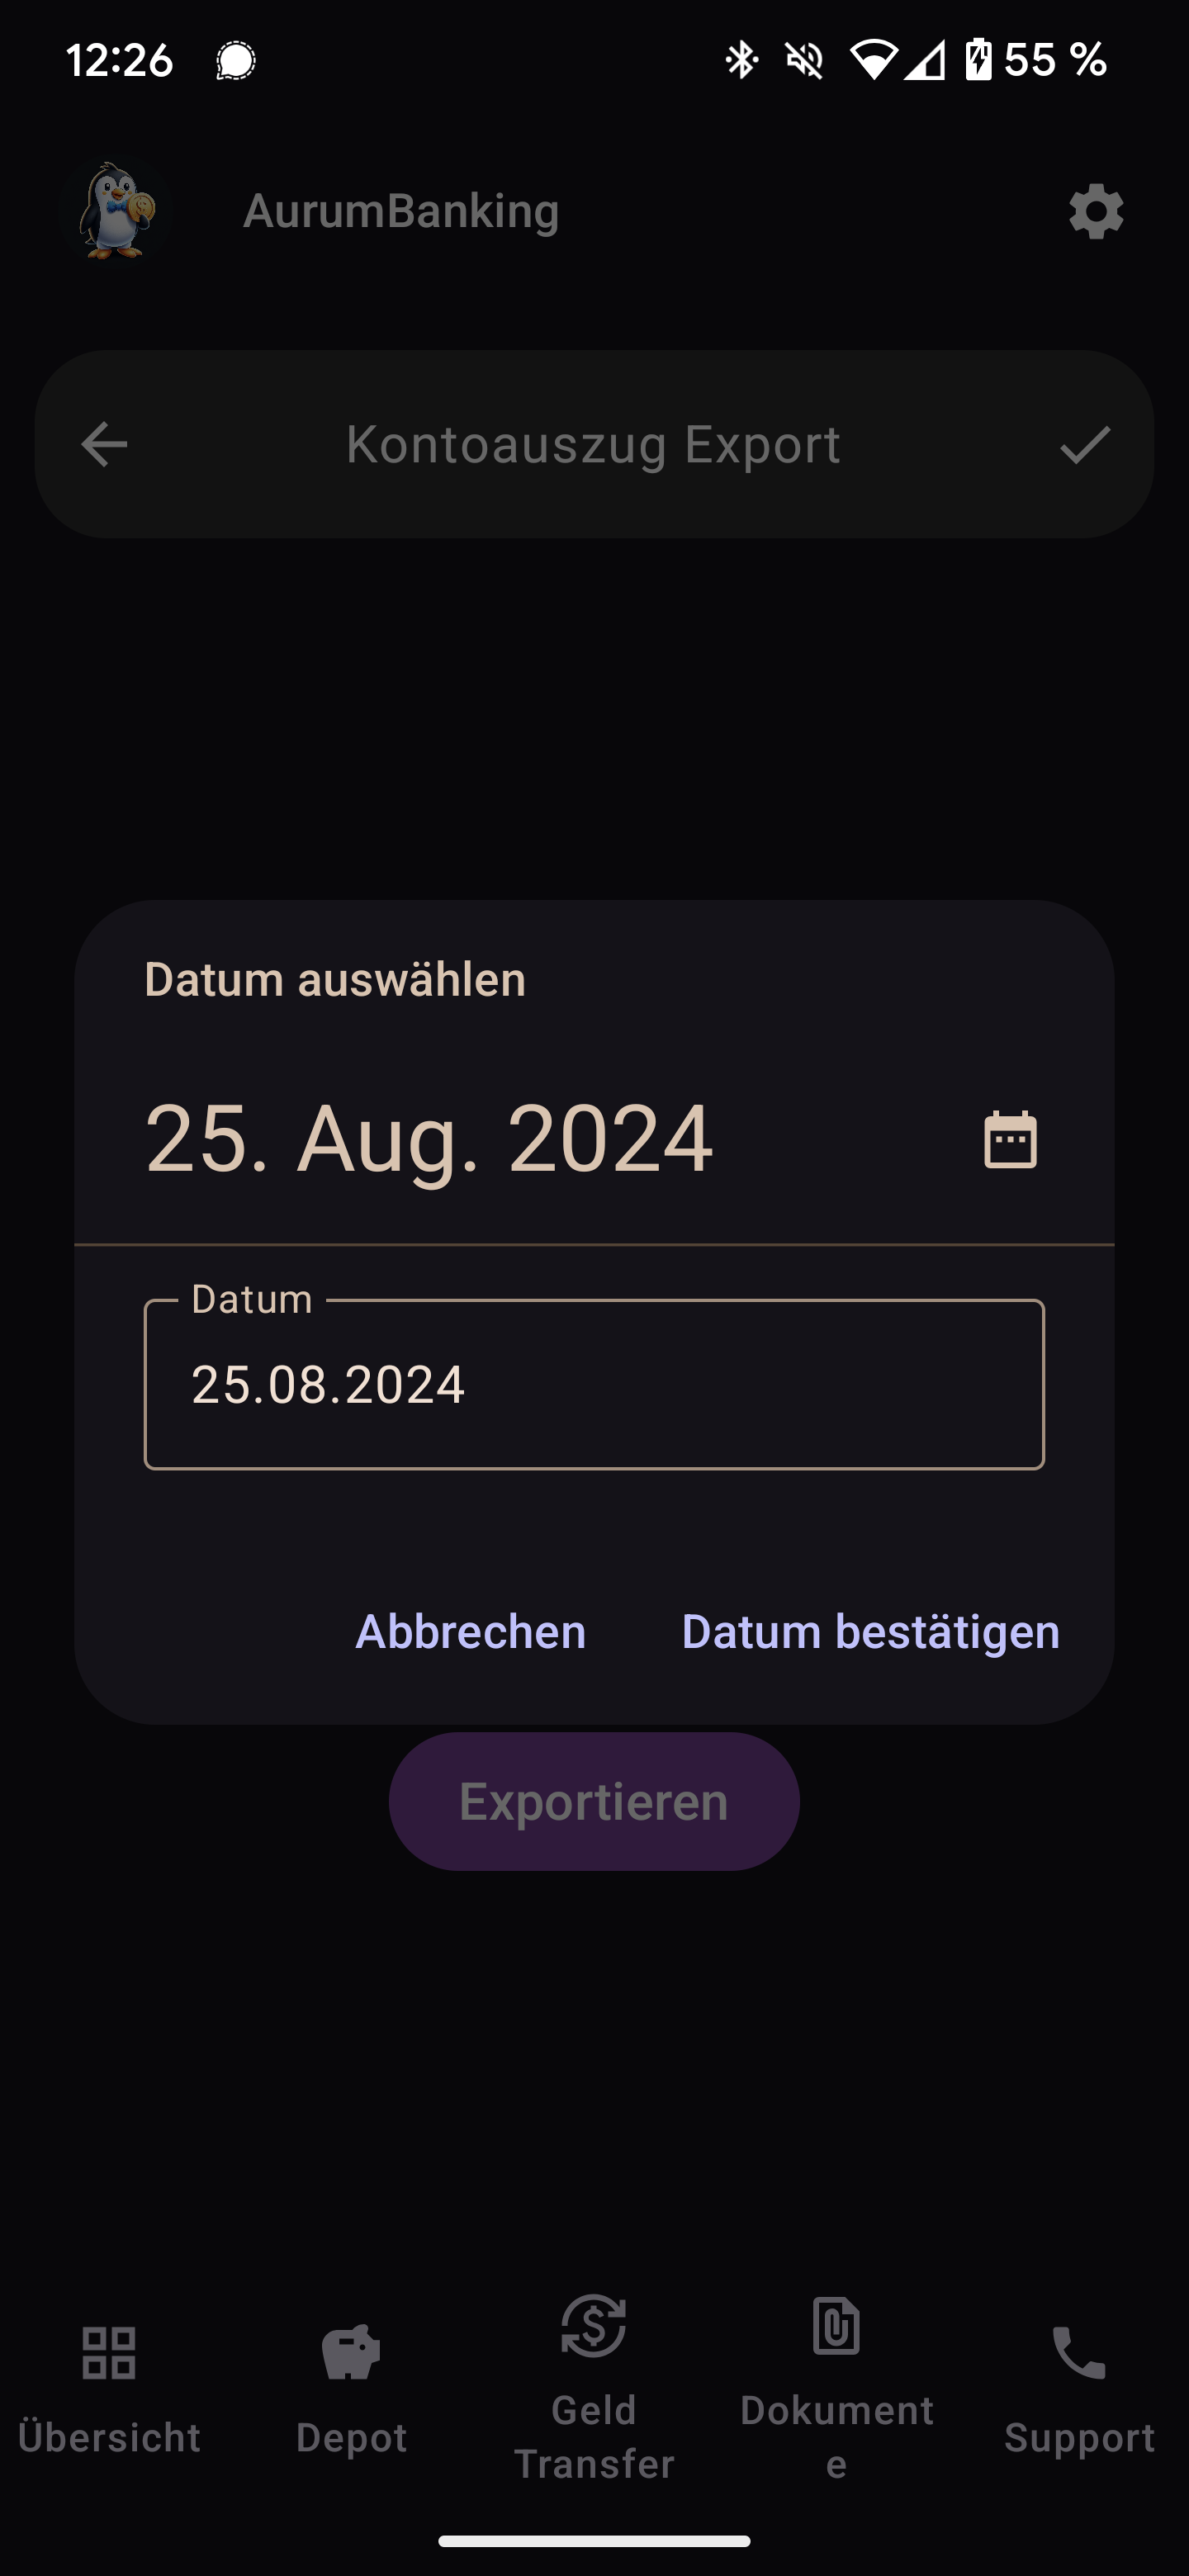 12:26
55 %
AurumBanking
Kontoauszug Export
Datum auswählen
25. Aug. 2024
Datum
25.08.2024
Abbrechen Datum bestätigen
Exportieren
Übersicht
Depot
Geld
Transfer
Dokument
e
Support